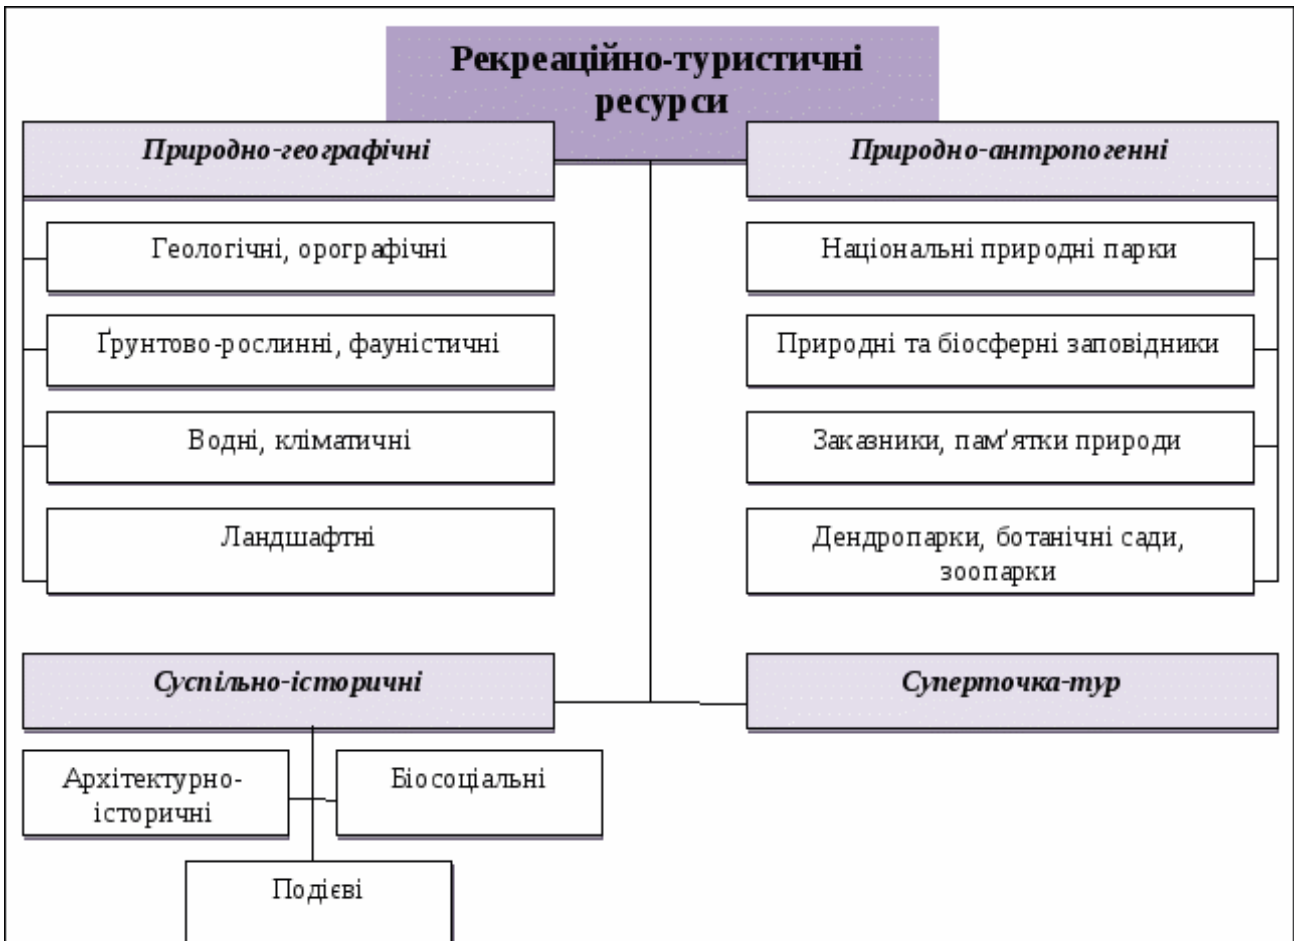 Рекреаційно-туристичні
ресурси
Природно-географічні
Геологічні, орографічні
Ґрунтово-рослинні, фауністичні
Водні, кліматичні
Ландшафтні
Природно-антропогенні
Національні природні парки
Природні та біосферні заповідники
Заказники, пам’ятки природи
Дендропарки, ботанічні сади,
зоопарки
Суспільно-історичні
Архітектурно-
історичні
Біосоціальні
Подієві
Суперточка-тур